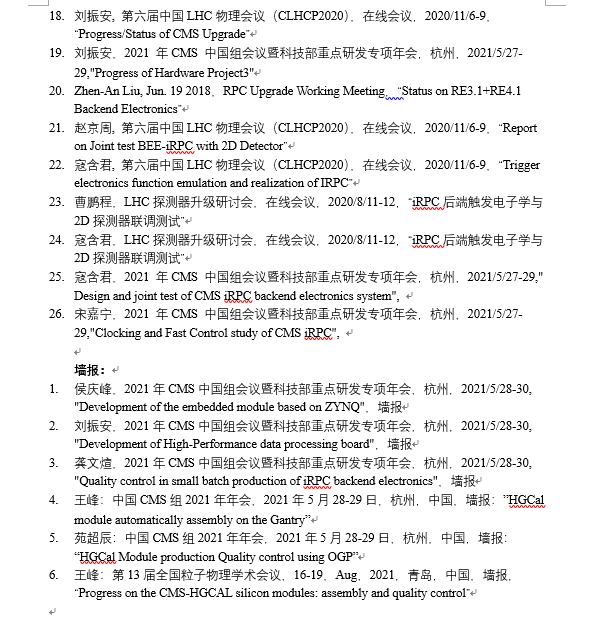 18. 刘振安, 第六届中国 LHC 物理会议（CLHCP2020）, 在线会议, 2020/11/6-9,
“Progress/Status of CMS Upgrade”
19. 刘振安, 2021 年 CMS 中国组会议暨科技部重点研发专项年会, 杭州, 2021/5/27-
29,"Progress of Hardware Project3"
20. Zhen-An Liu, Jun. 19 2018, RPC Upgrade Working Meeting, “Status on RE3.1+RE4.1
Backend Electronics”
21. 赵京周, 第六届中国 LHC 物理会议（CLHCP2020）, 在线会议, 2020/11/6-9, “Report
on Joint test BEE-iRPC with 2D Detector”
22. 寇含君, 第六届中国 LHC 物理会议（CLHCP2020）, 在线会议, 2020/11/6-9, “Trigger
electronics function emulation and realization of IRPC”
23. 曹鹏程, LHC 探测器升级研讨会, 在线会议, 2020/8/11-12, “iRPC 后端触发电子学与
2D 探测器联调测试”
24. 寇含君, LHC 探测器升级研讨会, 在线会议, 2020/8/11-12, “iRPC 后端触发电子学与
2D 探测器联调测试”
25. 寇含君, 2021 年 CMS 中国组会议暨科技部重点研发专项年会, 杭州, 2021/5/27-29,"
Design and joint test of CMS iRPC backend electronics system",
26. 宋嘉宁, 2021 年 CMS 中国组会议暨科技部重点研发专项年会, 杭州, 2021/5/27-
29,"Clocking and Fast Control study of CMS iRPC",
墙报：
1. 侯庆峰, 2021 年 CMS 中国组会议暨科技部重点研发专项年会, 杭州, 2021/5/28-30,
"Development of the embedded module based on ZYNQ", 墙报
2. 刘振安, 2021 年 CMS 中国组会议暨科技部重点研发专项年会, 杭州, 2021/5/28-30,
"Development of High-Performance data processing board", 墙报
3. 龚文煊, 2021 年 CMS 中国组会议暨科技部重点研发专项年会, 杭州, 2021/5/28-30,
"Quality control in small batch production of iRPC backend electronics", 墙报
4. 王峰：中国 CMS 组 2021 年年会, 2021 年 5 月 28-29 日, 杭州, 中国, 墙报：”HGCal
module automatically assembly on the Gantry”
5. 苑超辰：中国 CMS 组 2021 年年会, 2021 年 5 月 28-29 日, 杭州, 中国, 墙报：
“HGCal Module production Quality control using OGP”
6. 王峰：第 13 届全国粒子物理学术会议, 16-19, Aug, 2021, 青岛, 中国, 墙报,
“Progress on the CMS-HGCAL silicon modules: assembly and quality control”